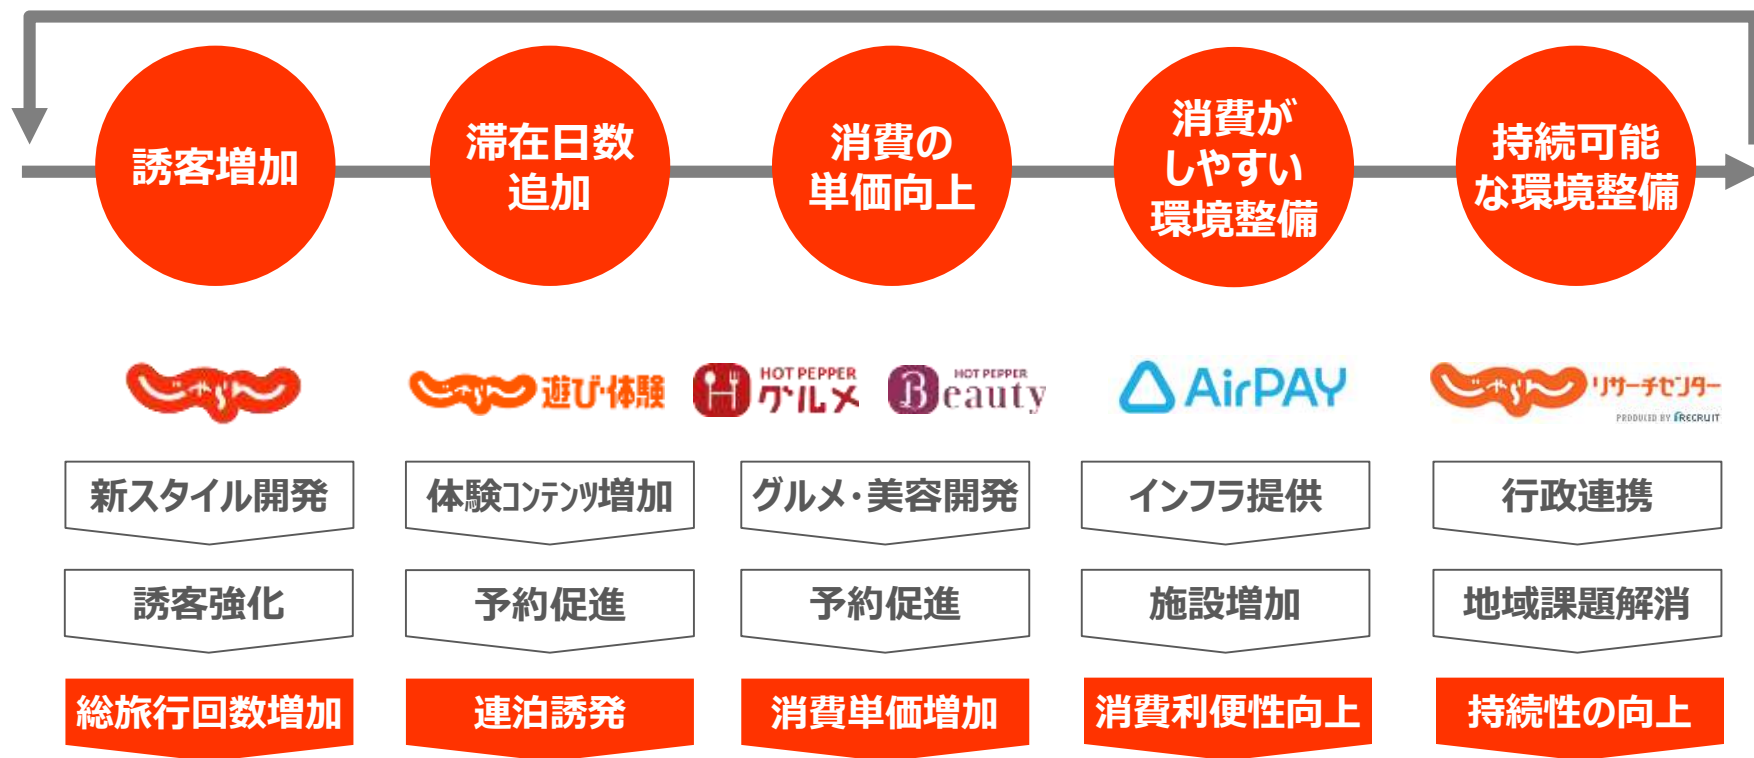 誘客増加
滞在日数
追加
消費の
単価向上
消費が
しやすい
環境整備
持続可能
な環境整備
じゃらん
じゃらん 遊び・体験
HOT PEPPER
グルメ
HOT PEPPER
Beauty
AirPAY
じゃらん リサーチセンター
PRODUCED BY RECRUIT
新スタイル開発
体験コンテンツ増加
グルメ・美容開発
インフラ提供
行政連携
誘客強化
予約促進
予約促進
施設増加
地域課題解消
総旅行回数増加
連泊誘発
消費単価増加
消費利便性向上
持続性の向上